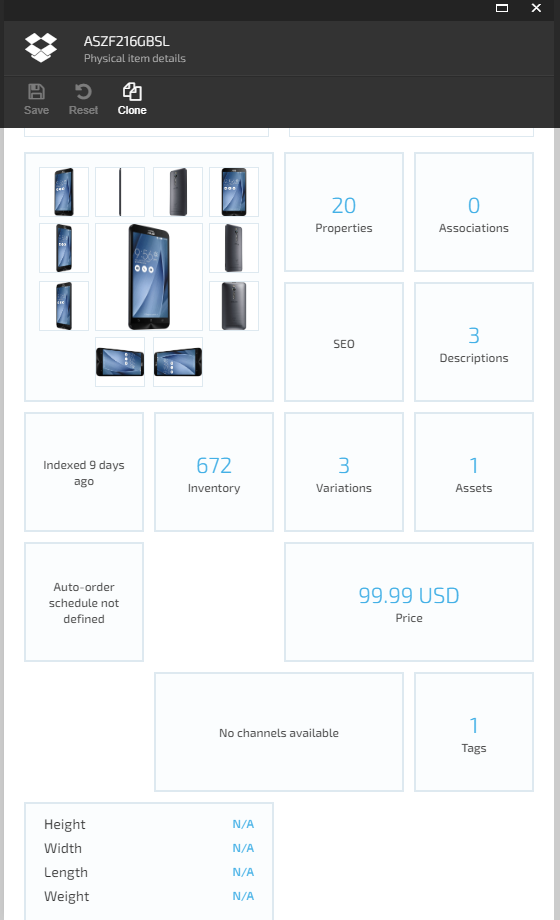 ASZF216GBSL
Physical item details
Save
Reset
Clone
20
Properties
0
Associations
SEO
3
Descriptions
Indexed 9 days
ago
672
Inventory
3
Variations
1
Assets
Auto-order
schedule not
defined
99.99 USD
Price
No channels available
1
Tags
Height N/A
Width N/A
Length N/A
Weight N/A